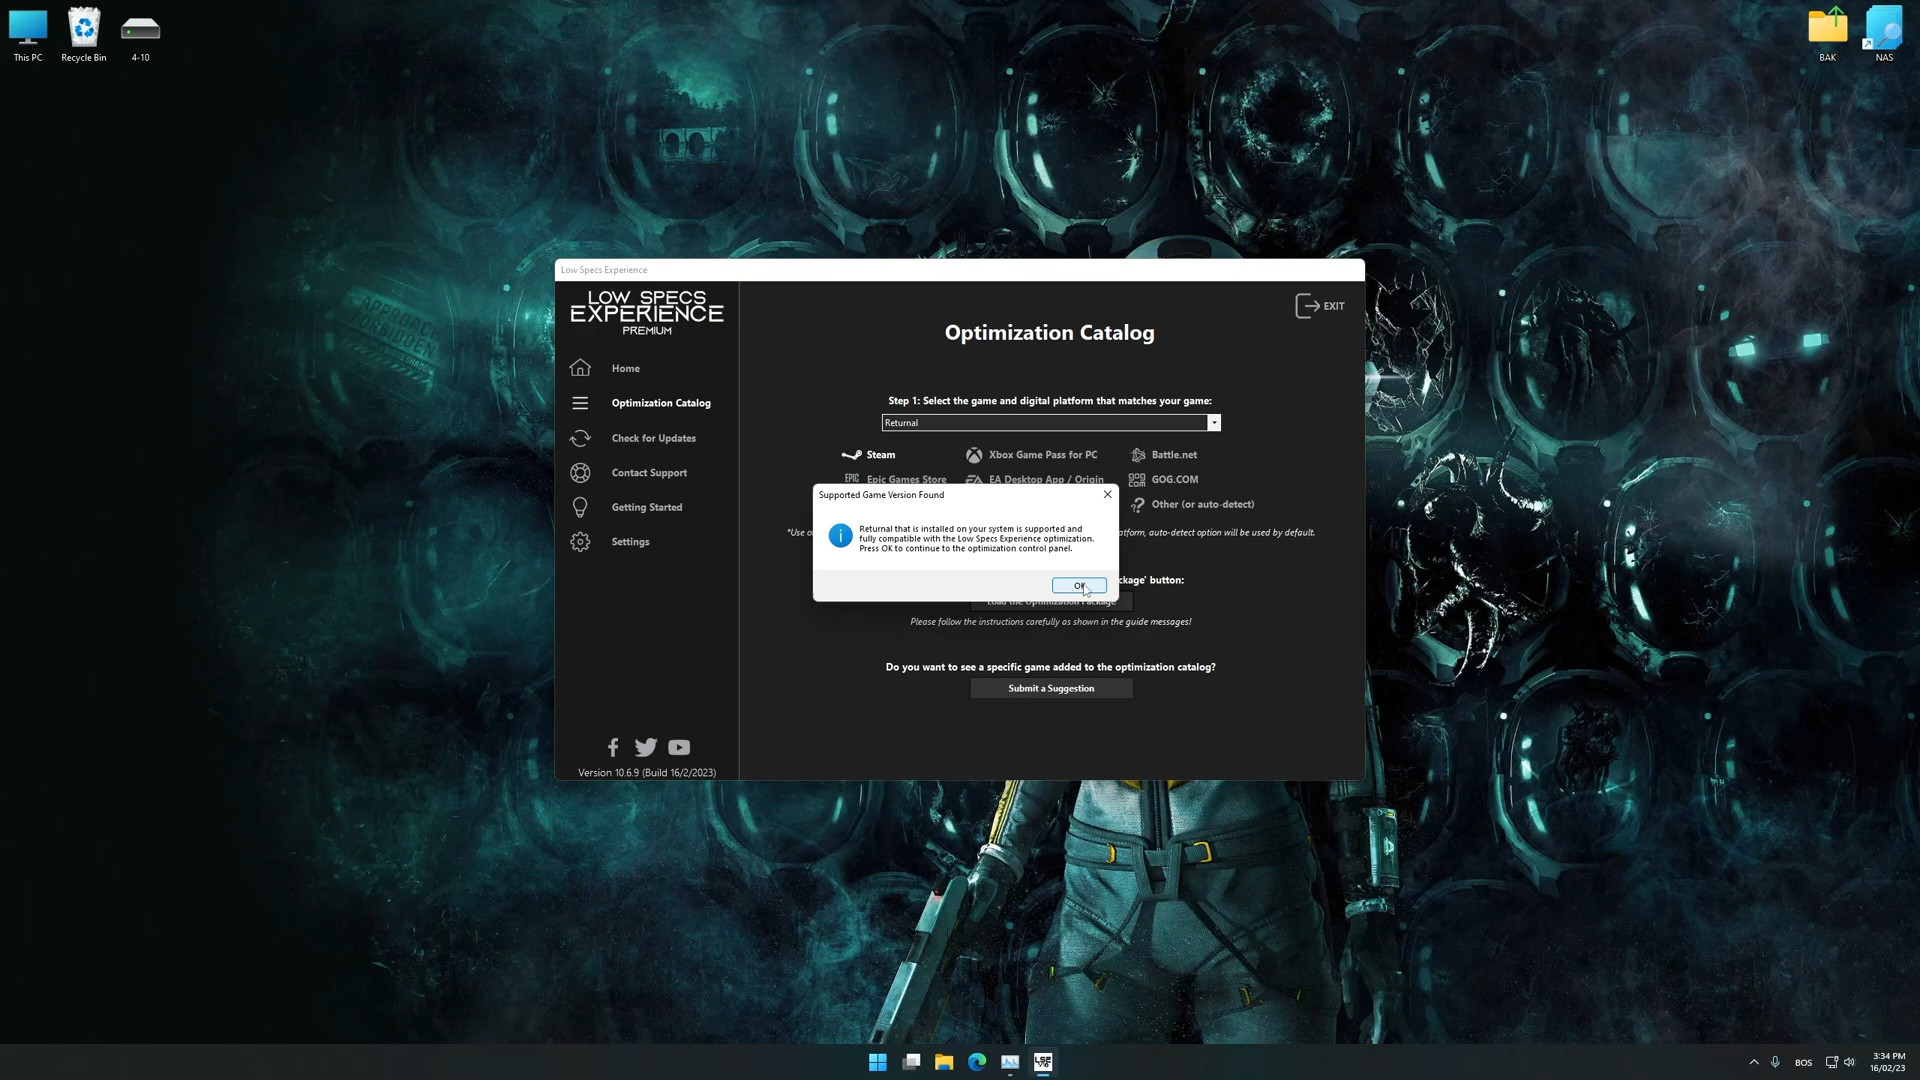 This PC
Recycle Bin
4-10
BAK
NAS
APPROACH
FORBIDDEN
Low Specs Experience
LOW SPECS
EXPERIENCE
PREMIUM
Home
Optimization Catalog
Check for Updates
Contact Support
Getting Started
Settings
Version 10.6.9 (Build 16/2/2023)
EXIT
Optimization Catalog
Step 1: Select the game and digital platform that matches your game:
Returnal
Steam
Xbox Game Pass for PC
Battle.net
EPIC Epic Games Store
EA Desktop App / Origin
GOG.COM
? Other (or auto-detect)
*Use o
atform, auto-detect option will be used by default.
Supported Game Version Found
Returnal that is installed on your system is supported and
fully compatible with the Low Specs Experience optimization.
Press OK to continue to the optimization control panel.
OK
ckage' button:
Load the Optimization Package
Please follow the instructions carefully as shown in the guide messages!
Do you want to see a specific game added to the optimization catalog?
Submit a Suggestion
LSE
BOS
3:34 PM
16/02/23